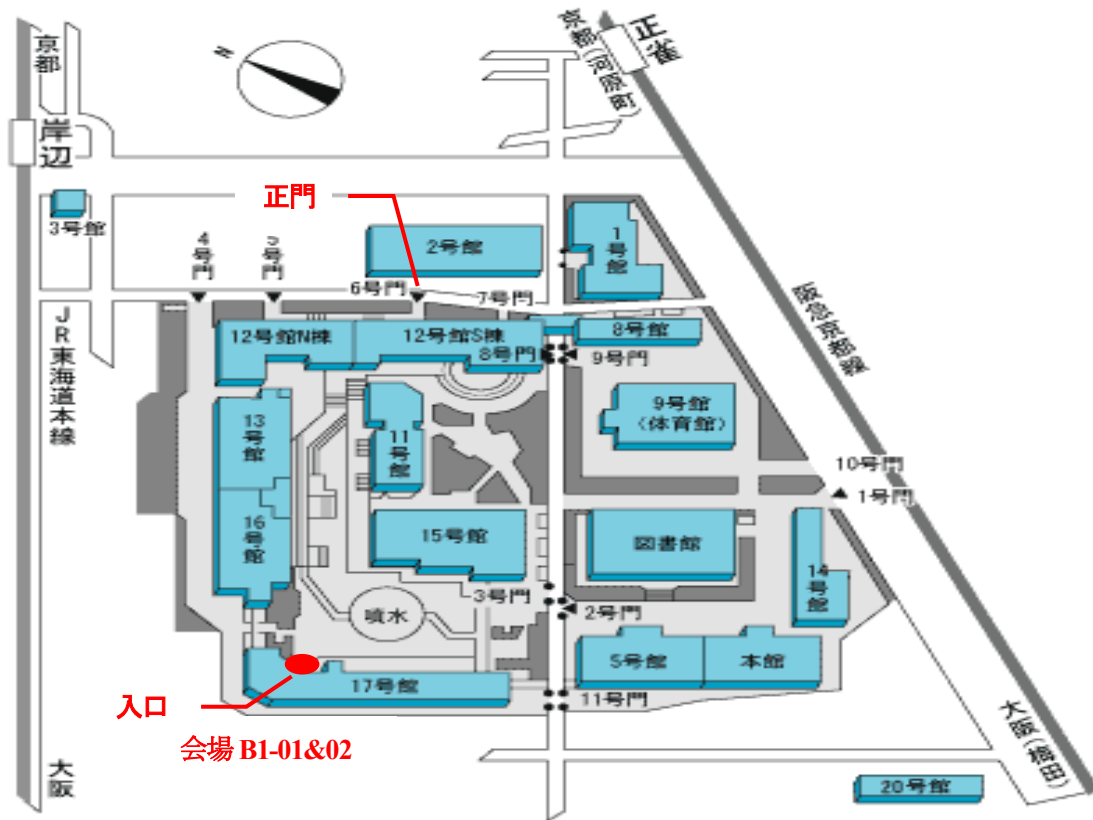 京都
岸辺
N
正雀
京都(河原町)
正門
3号館
4号門
5号門
2号館
1号館
6号門
7号門
JR東海道本線
12号館N棟
12号館S棟
8号館
8号門
9号門
阪急京都線
13号館
11号館
9号館
(体育館)
10号門
1号門
16号館
15号館
図書館
14号館
3号門
2号門
噴水
5号館
本館
17号館
11号門
入口
会場 B1-01&02
大阪
大阪(梅田)
20号館